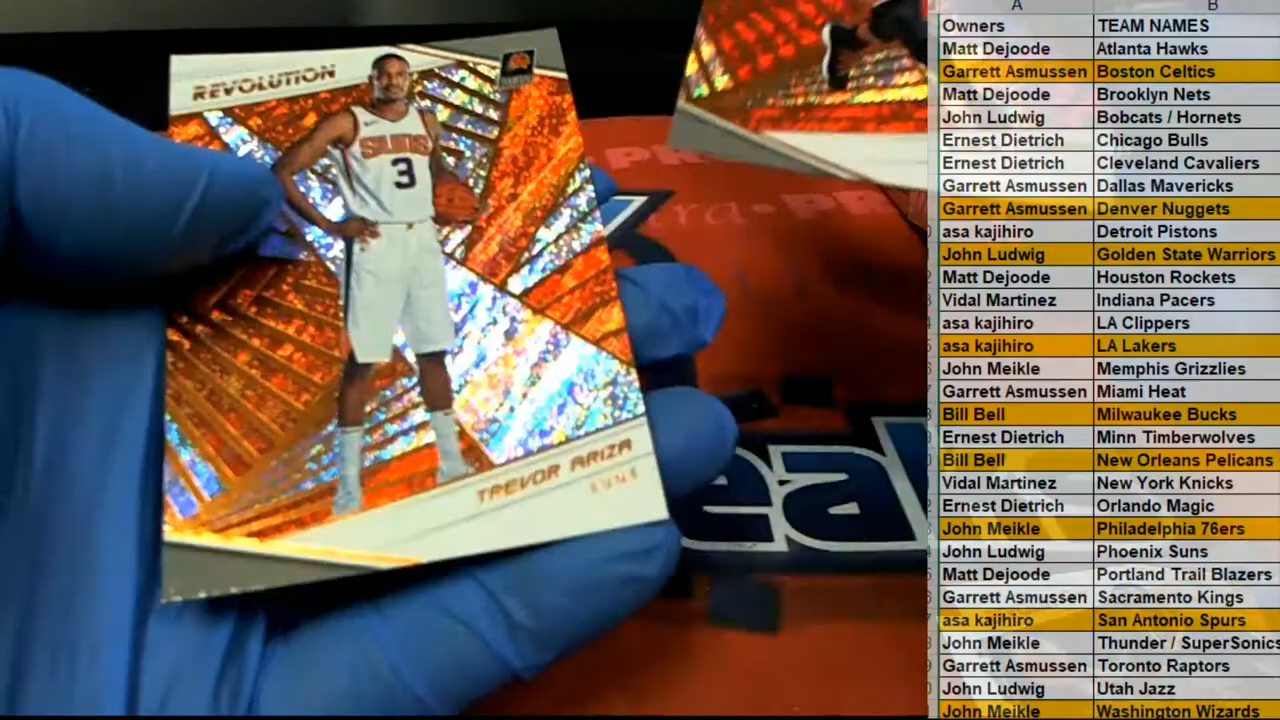 REVOLUTION
SUNS
3
TREVOR ARIZA
SUNS
A B
Owners TEAM NAMES
Matt Dejoode Atlanta Hawks
Garrett Asmussen Boston Celtics
Matt Dejoode Brooklyn Nets
John Ludwig Bobcats / Hornets
Ernest Dietrich Chicago Bulls
Ernest Dietrich Cleveland Cavaliers
Garrett Asmussen Dallas Mavericks
Garrett Asmussen Denver Nuggets
asa kajihiro Detroit Pistons
John Ludwig Golden State Warriors
Matt Dejoode Houston Rockets
Vidal Martinez Indiana Pacers
asa kajihiro LA Clippers
asa kajihiro LA Lakers
John Meikle Memphis Grizzlies
Garrett Asmussen Miami Heat
Bill Bell Milwaukee Bucks
Ernest Dietrich Minn Timberwolves
Bill Bell New Orleans Pelicans
Vidal Martinez New York Knicks
Ernest Dietrich Orlando Magic
John Meikle Philadelphia 76ers
John Ludwig Phoenix Suns
Matt Dejoode Portland Trail Blazers
Garrett Asmussen Sacramento Kings
asa kajihiro San Antonio Spurs
John Meikle Thunder / SuperSonics
Garrett Asmussen Toronto Raptors
John Ludwig Utah Jazz
John Meikle Washington Wizards